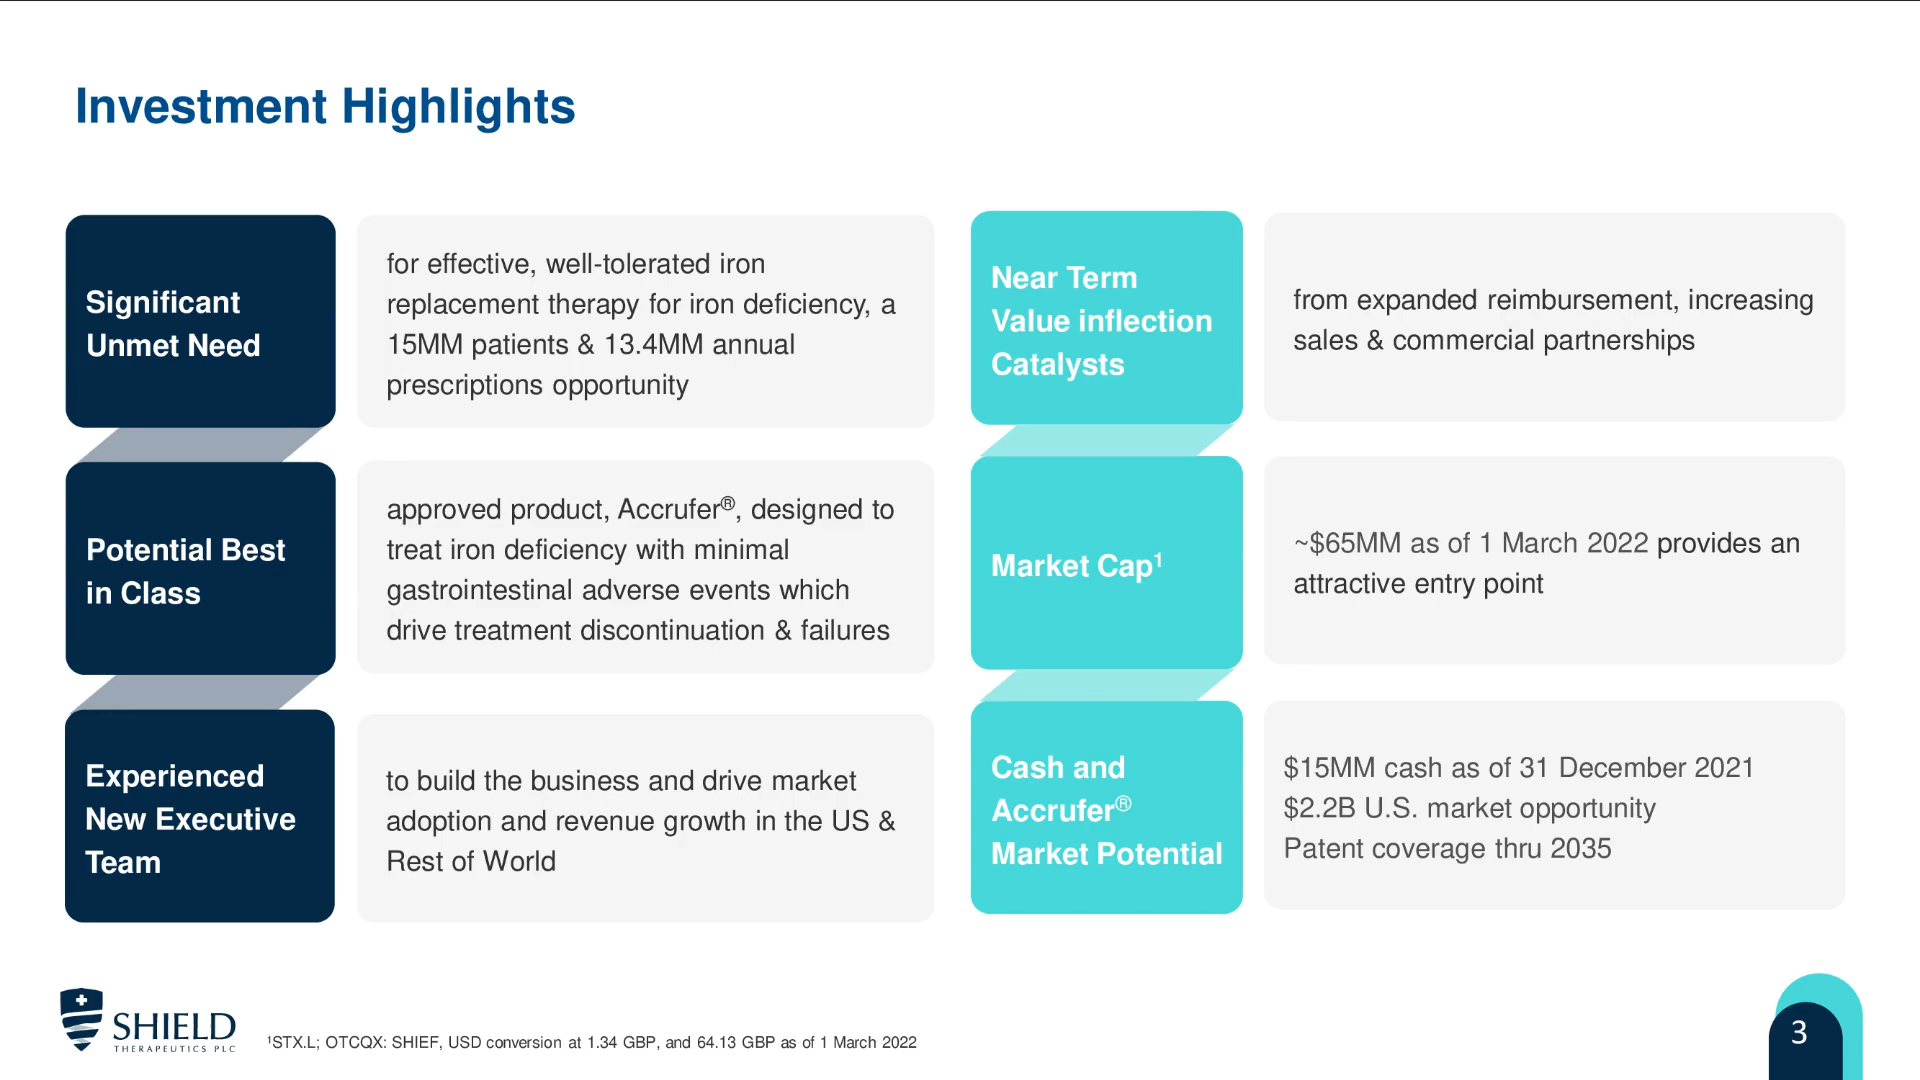 Investment Highlights
Significant
Unmet Need
for effective, well-tolerated iron
replacement therapy for iron deficiency, a
15MM patients & 13.4MM annual
prescriptions opportunity
Potential Best
in Class
approved product, Accrufer®, designed to
treat iron deficiency with minimal
gastrointestinal adverse events which
drive treatment discontinuation & failures
Experienced
New Executive
Team
to build the business and drive market
adoption and revenue growth in the US &
Rest of World
Near Term
Value inflection
Catalysts
from expanded reimbursement, increasing
sales & commercial partnerships
Market Cap¹
~$65MM as of 1 March 2022 provides an
attractive entry point
Cash and
Accrufer®
Market Potential
$15MM cash as of 31 December 2021
$2.2B U.S. market opportunity
Patent coverage thru 2035
SHIELD
THERAPEUTICS PLC
¹STX.L; OTCQX: SHIEF, USD conversion at 1.34 GBP, and 64.13 GBP as of 1 March 2022
3